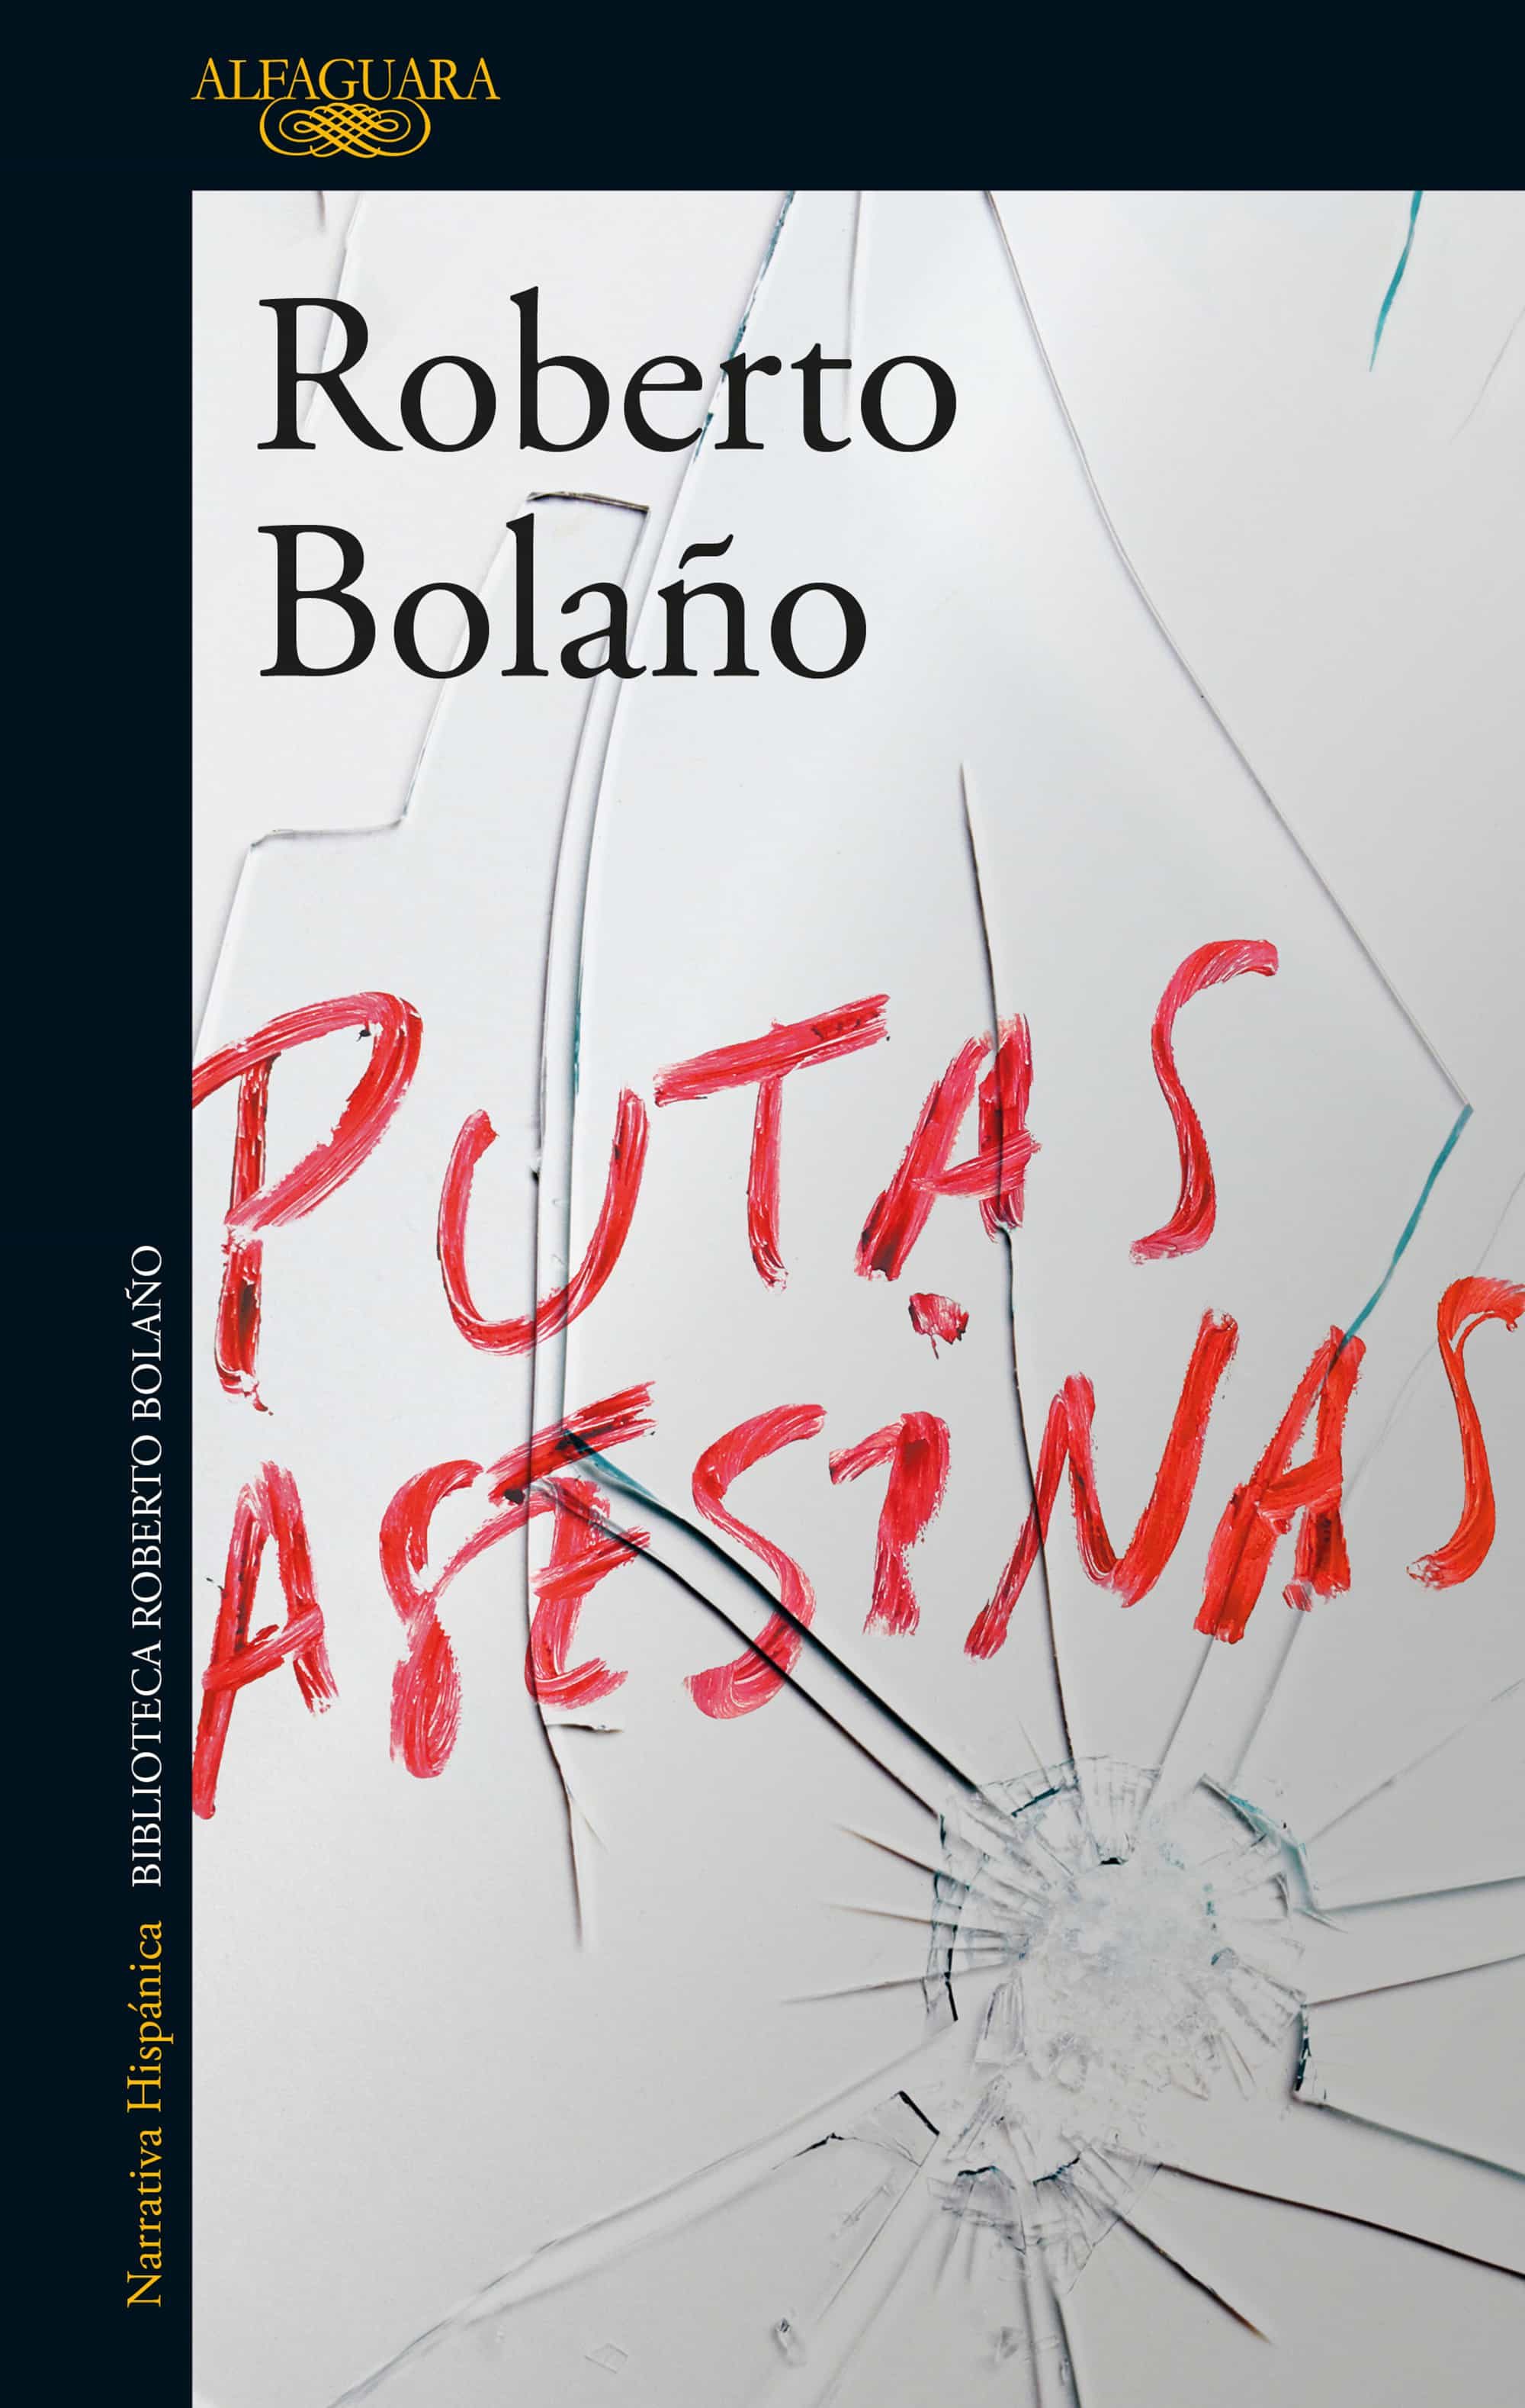 ALFAGUARA
Roberto
Bolaño
PUTAS
ASESiNAS
Narrativa Hispánica BIBLIOTECA ROBERTO BOLAÑO